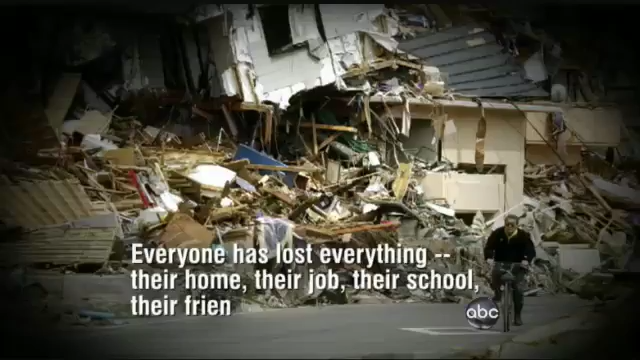 Everyone has lost everything --
their home, their job, their school,
their frien
abc